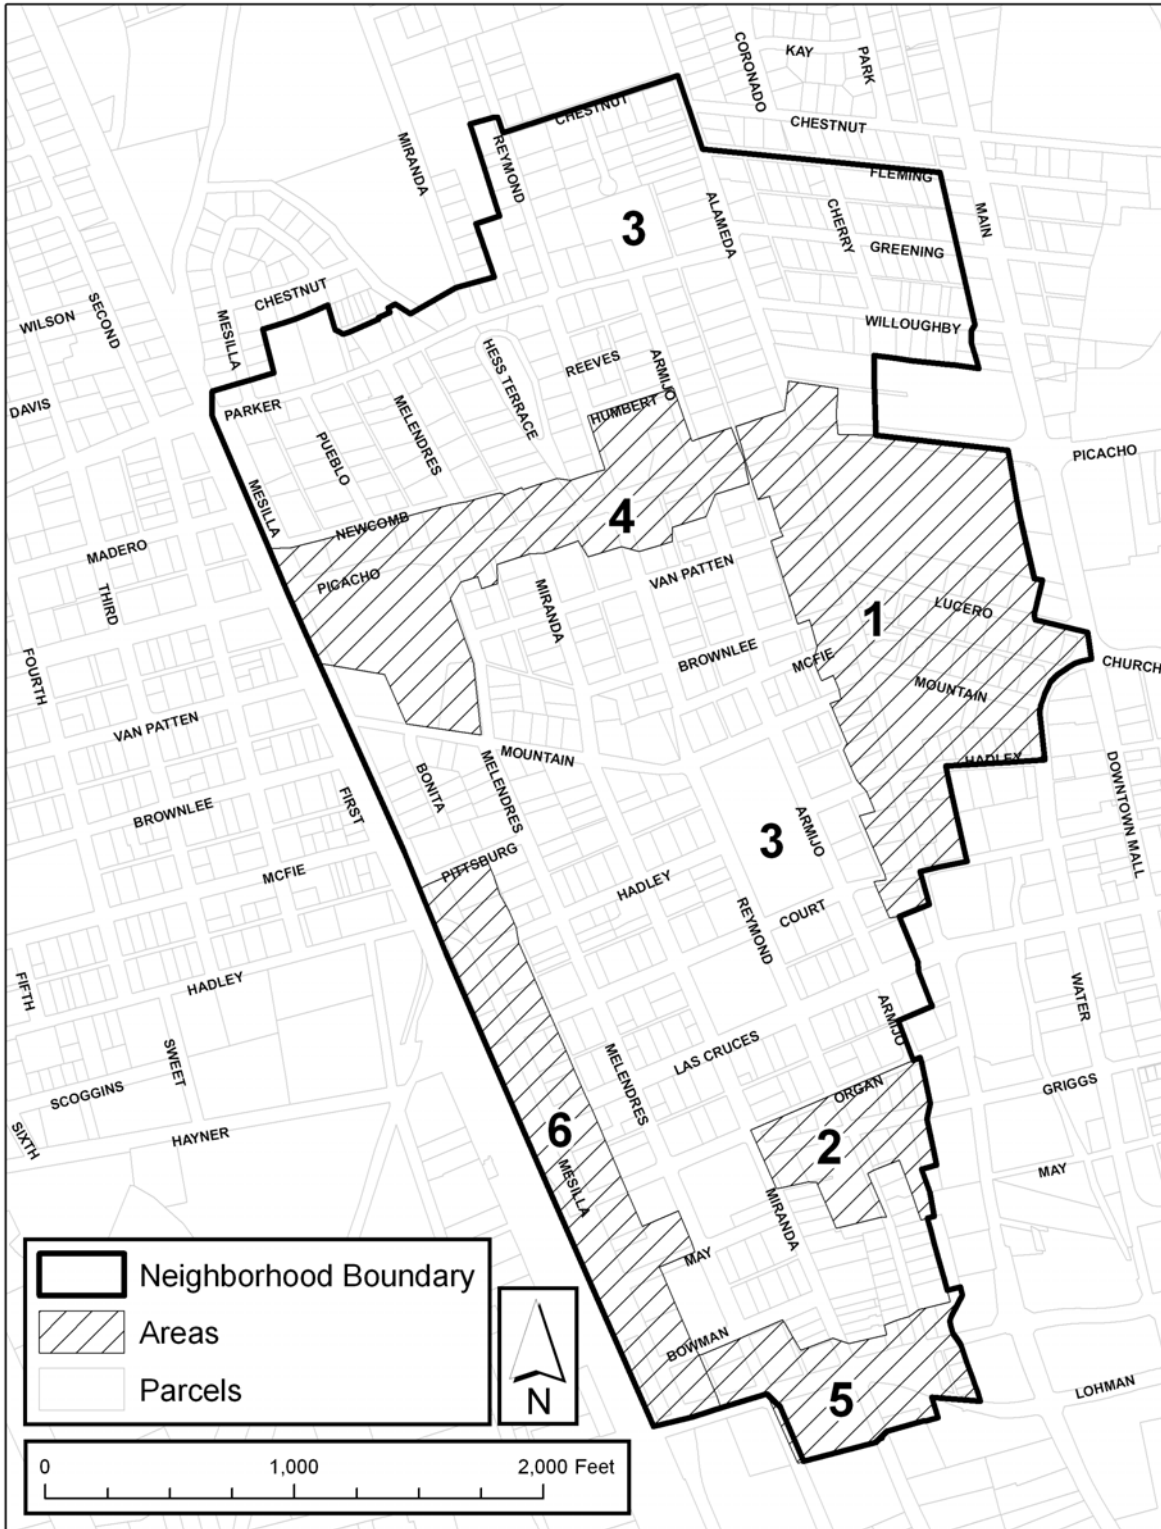 CORONADO
KAY
PARK
CHESTNUT
CHESTNUT
MIRANDA
REYMOND
FLEMING
ALAMEDA
CHERRY
MAIN
3
GREENING
CHESTNUT
WILSON
SECOND
MESILLA
WILLOUGHBY
HESS TERRACE
REEVES
ARMIJO
DAVIS
PARKER
MELENDRES
HUMBERT
PUEBLO
PICACHO
MESILLA
NEWCOMB
4
MADERO
PICACHO
VAN PATTEN
THIRD
MIRANDA
LUCERO
1
FOURTH
BROWNLEE
MCFIE
CHURCH
MOUNTAIN
VAN PATTEN
MOUNTAIN
HADLEY
BONITA
MELENDRES
DOWNTOWN MALL
BROWNLEE
FIRST
ARMIJO
3
PITTSBURG
MCFIE
HADLEY
REYMOND
COURT
FIFTH
HADLEY
WATER
ARMIJO
LAS CRUCES
SWEET
MELENDRES
SCOGGINS
ORGAN
GRIGGS
SIXTH
HAYNER
6
2
MAY
MESILLA
MIRANDA
MAY
BOWMAN
5
LOHMAN
Neighborhood Boundary
Areas
Parcels
N
0 1,000 2,000 Feet